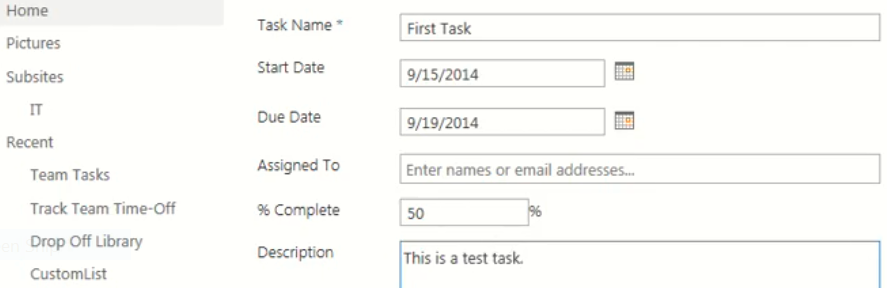 Home
Pictures
Subsites
IT
Recent
Team Tasks
Track Team Time-Off
Drop Off Library
CustomList
Task Name * First Task
Start Date 9/15/2014
Due Date 9/19/2014
Assigned To Enter names or email addresses...
% Complete 50 %
Description This is a test task.